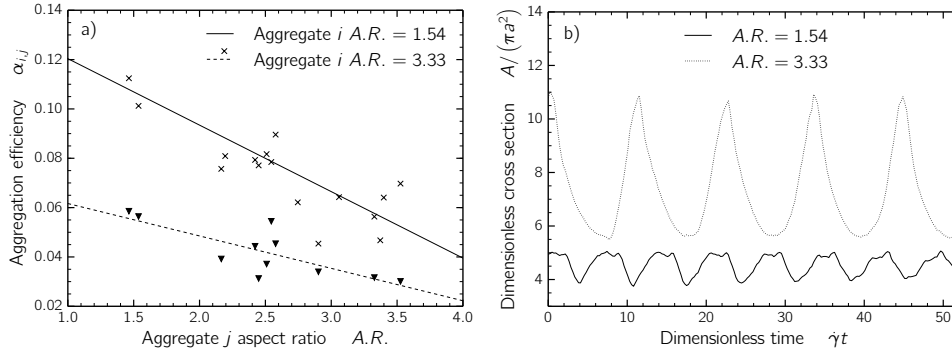 a)
Aggregate i A.R. = 1.54
Aggregate i A.R. = 3.33
0.14
0.12
0.10
0.08
0.06
0.04
0.02
Aggregation efficiency α_{i,j}
1.0 1.5 2.0 2.5 3.0 3.5 4.0
Aggregate j aspect ratio A.R.
b)
A.R. = 1.54
A.R. = 3.33
14
12
10
8
6
4
Dimensionless cross section A/(πa²)
0 10 20 30 40 50
Dimensionless time γ̇t